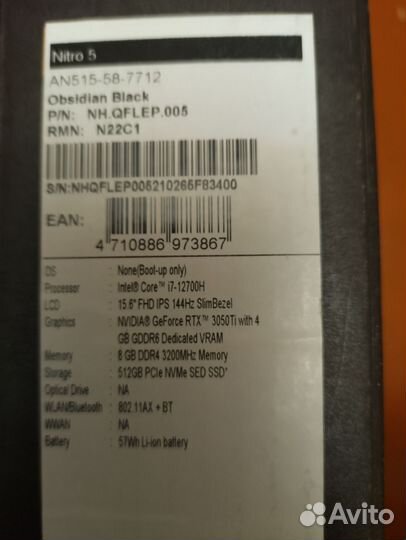 Nitro 5
AN515-58-7712
Obsidian Black
P/N: NH.QFLEP.005
RMN: N22C1
S/N:NHQFLEP005210265F83400
EAN:
4 710886 973867
OS : None(Boot-up only)
Processor : Intel® Core™ i7-12700H
LCD : 15.6" FHD IPS 144Hz SlimBezel
Graphics : NVIDIA® GeForce RTX™ 3050Ti with 4
GB GDDR6 Dedicated VRAM
Memory : 8 GB DDR4 3200MHz Memory
Storage : 512GB PCIe NVMe SED SSD*
Optical Drive : NA
WLAN/Bluetooth : 802.11AX + BT
WWAN : NA
Battery : 57Wh Li-ion battery
Avito